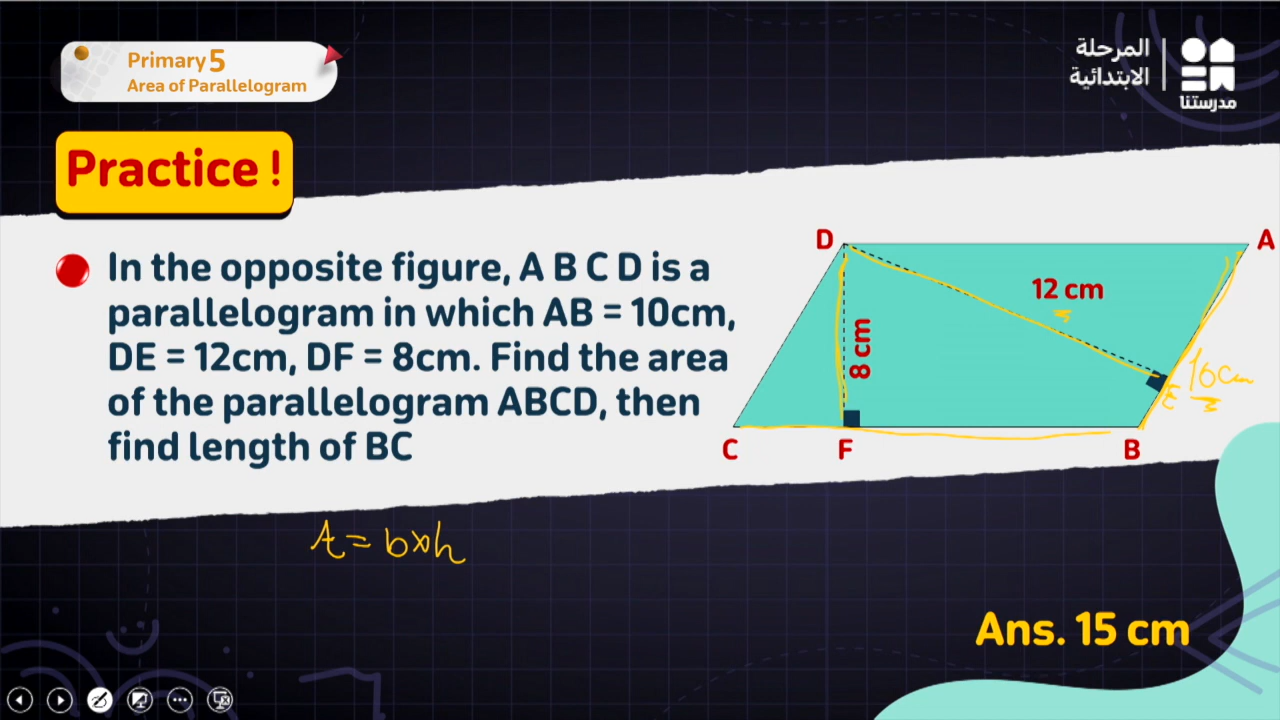 Primary 5
Area of Parallelogram
المرحلة
الابتدائية
مدرستنا
Practice !
In the opposite figure, A B C D is a
parallelogram in which AB = 10cm,
DE = 12cm, DF = 8cm. Find the area
of the parallelogram ABCD, then
find length of BC
D
A
12 cm
8 cm
10cm
E
C
F
B
A = b×h
Ans. 15 cm